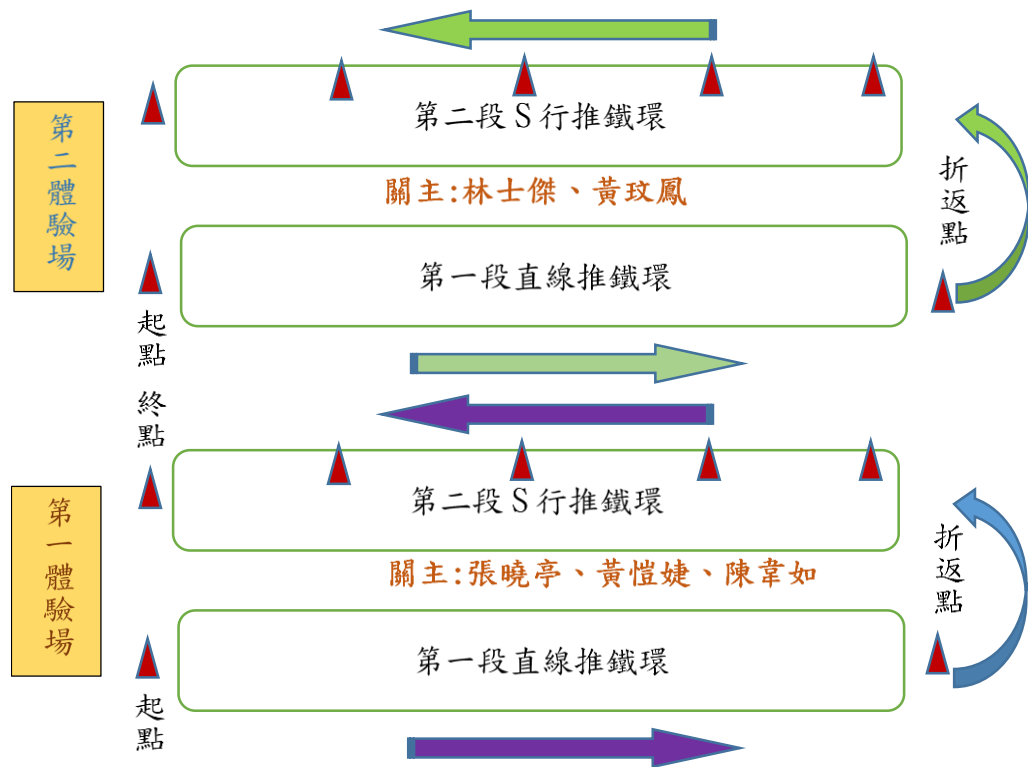 第二體驗場
第二段S行推鐵環
關主:林士傑、黃玟鳳
折返點
第一段直線推鐵環
起點
終點
第一體驗場
第二段S行推鐵環
關主:張曉亭、黃愷婕、陳韋如
折返點
第一段直線推鐵環
起點